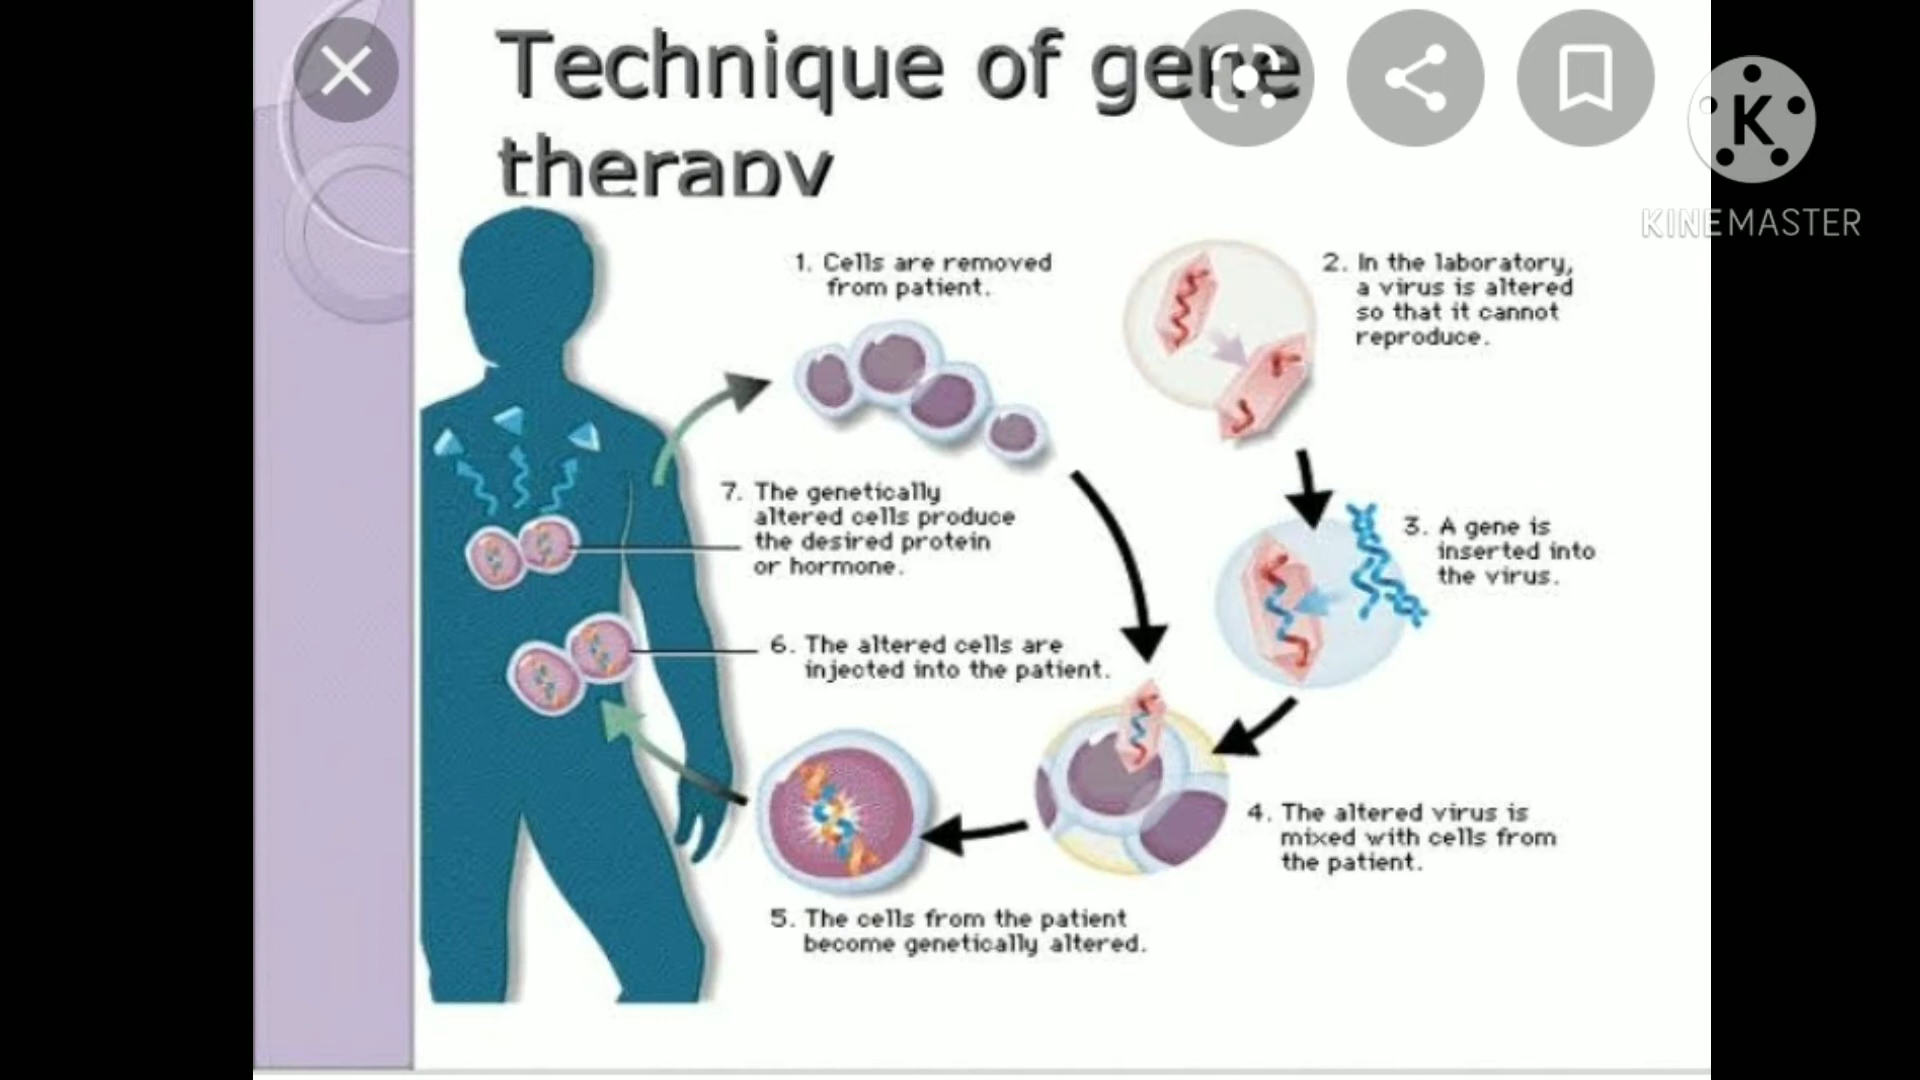 Technique of gene
therapy
K
KINEMASTER
1. Cells are removed
from patient.
2. In the laboratory,
a virus is altered
so that it cannot
reproduce.
3. A gene is
inserted into
the virus.
4. The altered virus is
mixed with cells from
the patient.
5. The cells from the patient
become genetically altered.
6. The altered cells are
injected into the patient.
7. The genetically
altered cells produce
the desired protein
or hormone.